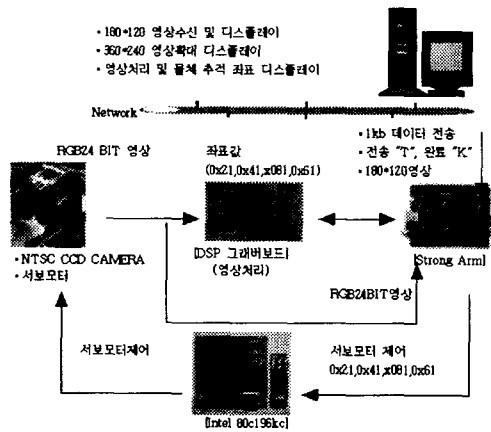 · 180*120 영상수신 및 디스플레이
· 360*240 영상확대 디스플레이
· 영상처리 및 물체 추적 좌표 디스플레이
Network
RGB24 BIT 영상
좌표값
(0x21,0x41,x081,0x61)
· 1kb 데이터 전송
· 전송 "T", 완료 "K"
· 180*120영상
· NTSC CCD CAMERA
· 서보모터
[DSP 그래버보드]
(영상처리)
[Strong Arm]
RGB24BIT영상
서보모터제어
서보모터 제어
0x21,0x41,x081,0x61
[Intel 80c196kc]